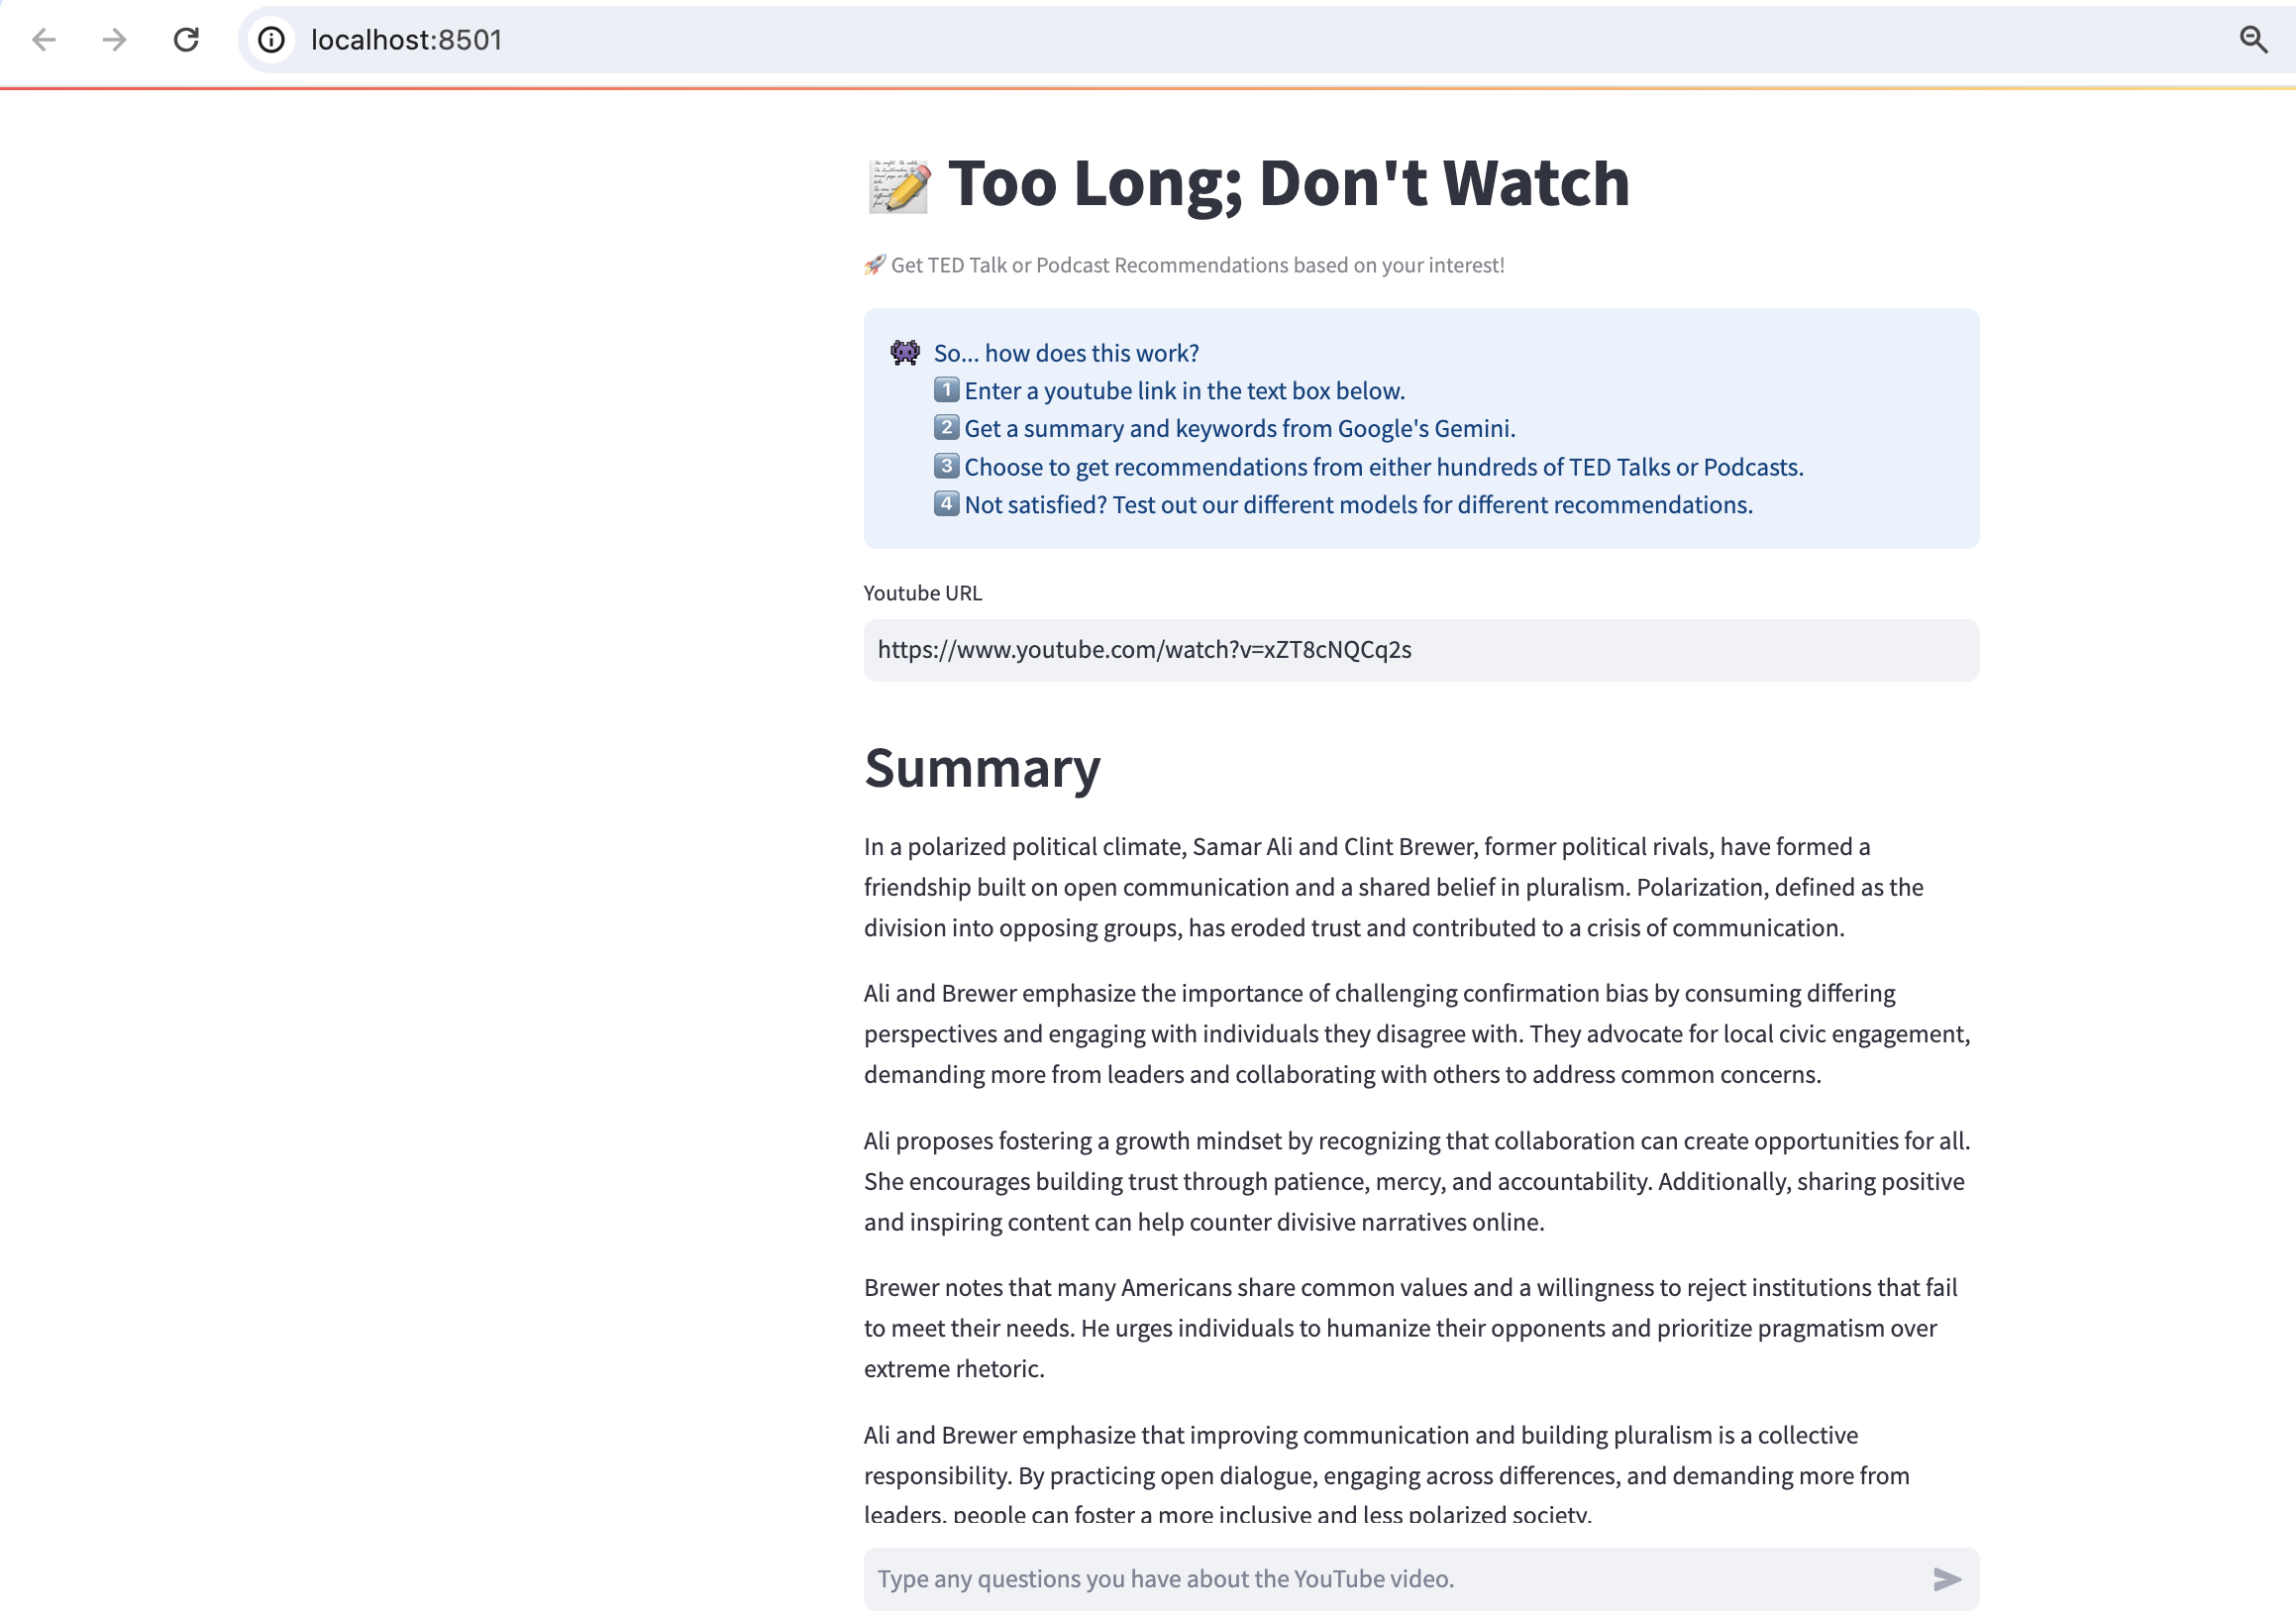 localhost:8501
Too Long; Don't Watch
🚀 Get TED Talk or Podcast Recommendations based on your interest!
So... how does this work?
1 Enter a youtube link in the text box below.
2 Get a summary and keywords from Google's Gemini.
3 Choose to get recommendations from either hundreds of TED Talks or Podcasts.
4 Not satisfied? Test out our different models for different recommendations.
Youtube URL
https://www.youtube.com/watch?v=xZT8cNQCq2s
Summary
In a polarized political climate, Samar Ali and Clint Brewer, former political rivals, have formed a
friendship built on open communication and a shared belief in pluralism. Polarization, defined as the
division into opposing groups, has eroded trust and contributed to a crisis of communication.
Ali and Brewer emphasize the importance of challenging confirmation bias by consuming differing
perspectives and engaging with individuals they disagree with. They advocate for local civic engagement,
demanding more from leaders and collaborating with others to address common concerns.
Ali proposes fostering a growth mindset by recognizing that collaboration can create opportunities for all.
She encourages building trust through patience, mercy, and accountability. Additionally, sharing positive
and inspiring content can help counter divisive narratives online.
Brewer notes that many Americans share common values and a willingness to reject institutions that fail
to meet their needs. He urges individuals to humanize their opponents and prioritize pragmatism over
extreme rhetoric.
Ali and Brewer emphasize that improving communication and building pluralism is a collective
responsibility. By practicing open dialogue, engaging across differences, and demanding more from
leaders, people can foster a more inclusive and less polarized society.
Type any questions you have about the YouTube video.